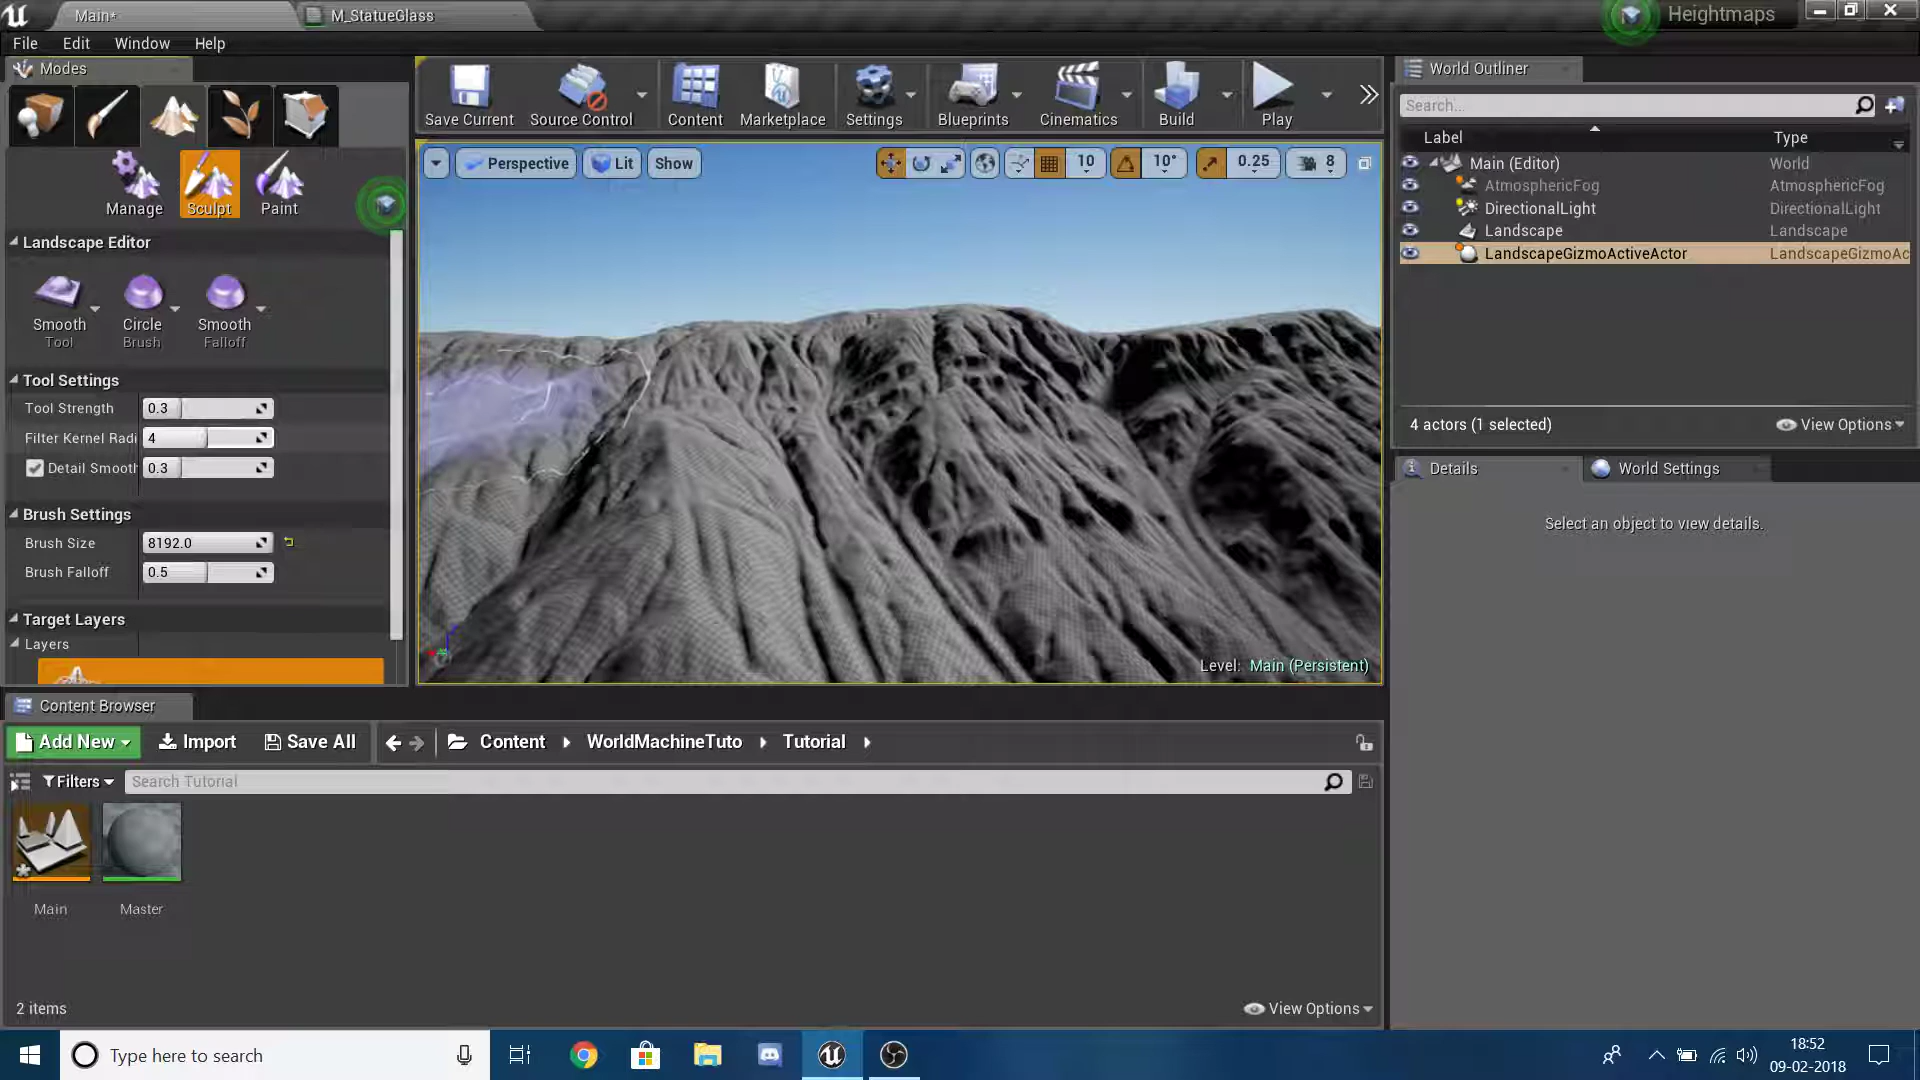 Main*
M_StatueGlass
Heightmaps
File Edit Window Help
Modes
Manage Sculpt Paint
Landscape Editor
Smooth Circle Smooth
Tool Brush Falloff
Tool Settings
Tool Strength 0.3
Filter Kernel Radi 4
Detail Smooth 0.3
Brush Settings
Brush Size 8192.0
Brush Falloff 0.5
Target Layers
Layers
Save Current Source Control Content Marketplace Settings Blueprints Cinematics Build Play
Perspective Lit Show 10 10° 0.25 8
Level: Main (Persistent)
World Outliner
Search...
Label Type
Main (Editor) World
AtmosphericFog AtmosphericFog
DirectionalLight DirectionalLight
Landscape Landscape
LandscapeGizmoActiveActor LandscapeGizmoAc
4 actors (1 selected) View Options
Details World Settings
Select an object to view details.
Content Browser
Add New Import Save All Content WorldMachineTuto Tutorial
Filters Search Tutorial
Main Master
2 items View Options
Type here to search
18:52
09-02-2018